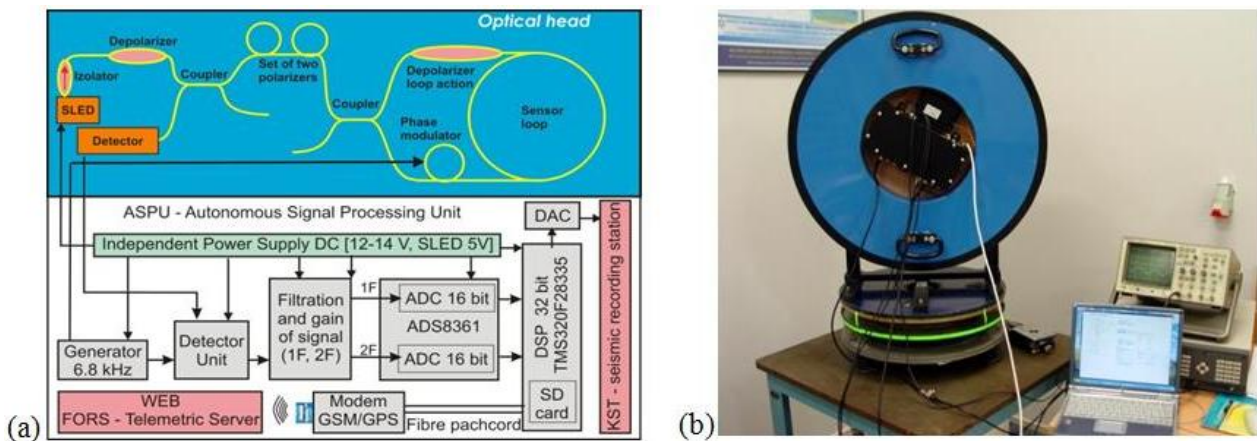 Optical head
Depolarizer
Izolator
SLED
Coupler
Detector
Set of two
polarizers
Coupler
Depolarizer
loop action
Phase
modulator
Sensor
loop
ASPU - Autonomous Signal Processing Unit
DAC
Independent Power Supply DC [12-14 V, SLED 5V]
Generator
6.8 kHz
Detector
Unit
Filtration
and gain
of signal
(1F, 2F)
1F
2F
ADC 16 bit
ADS8361
ADC 16 bit
DSP 32 bit
TMS320F28335
SD
card
KST - seismic recording station
WEB
FORS - Telemetric Server
Modem
GSM/GPS
Fibre pachcord
(a)
(b)